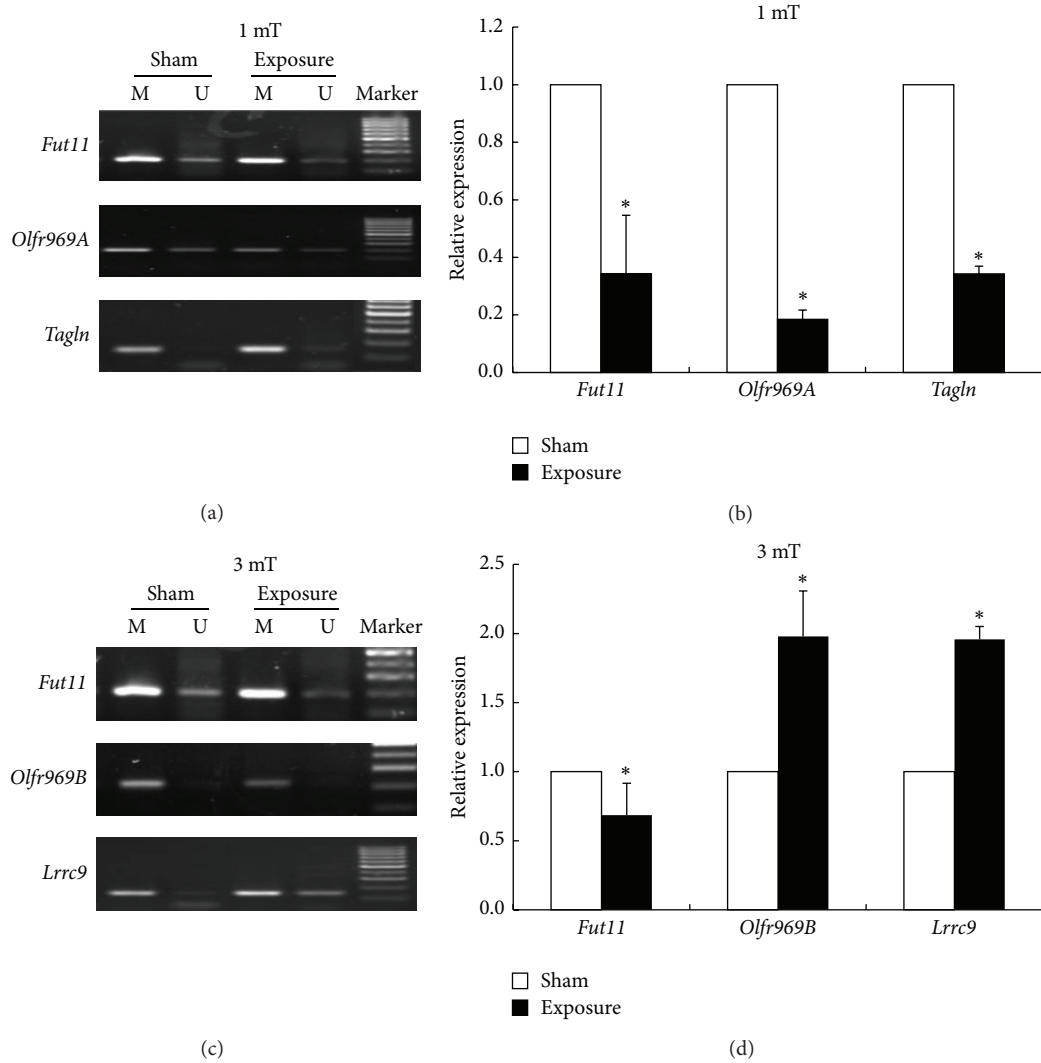 1 mT
Sham Exposure
M U M U Marker
Fut11
Olfr969A
Tagln
(a)
1 mT
Relative expression
1.2
1.0
0.8
0.6
0.4
0.2
0.0
*
*
*
Fut11 Olfr969A Tagln
Sham
Exposure
(b)
3 mT
Sham Exposure
M U M U Marker
Fut11
Olfr969B
Lrrc9
(c)
3 mT
Relative expression
2.5
2.0
1.5
1.0
0.5
0.0
*
*
*
Fut11 Olfr969B Lrrc9
Sham
Exposure
(d)